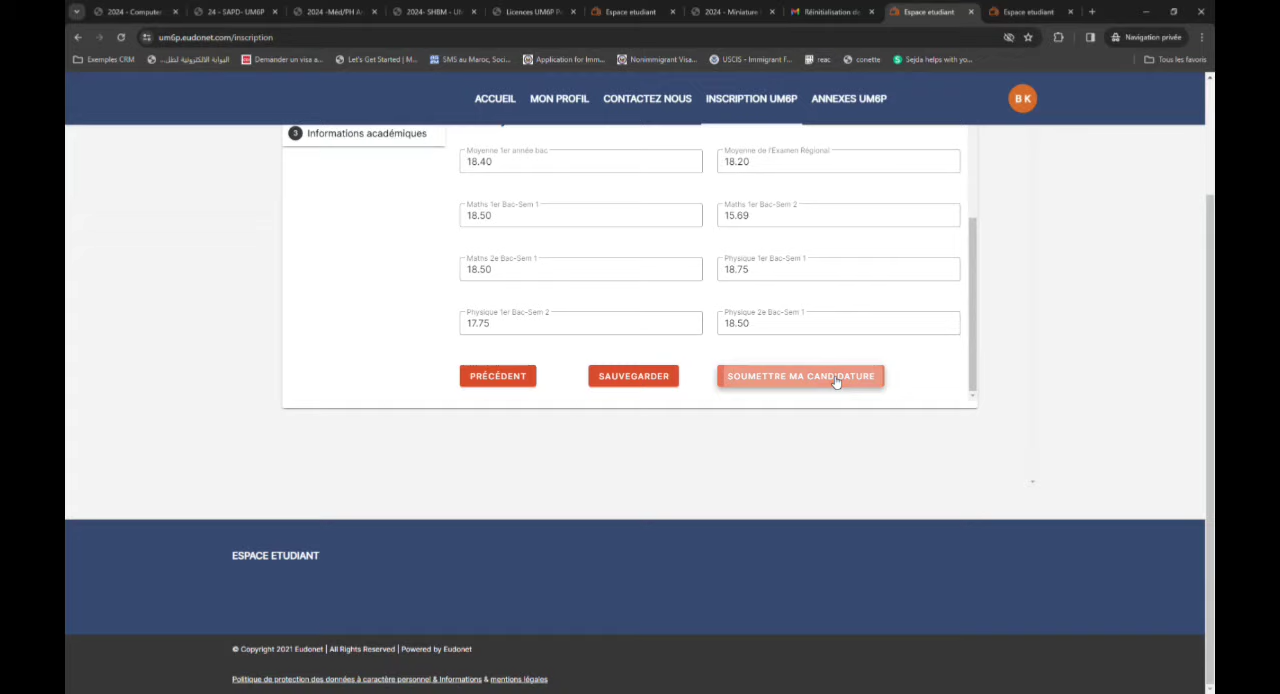 2024 - Computer
24 - SAPD- UM6P
2024 -Méd/PH A
2024- SHBM - U
Licences UM6P P
Espace etudiant
2024 - Miniature
Réinitialisation de
Espace etudiant
Espace etudiant
um6p.eudonet.com/inscription
Navigation privée
Exemples CRM
البوابة الالكترونية لطل...
Demander un visa a...
Let's Get Started | M...
SMS au Maroc, Soci...
Application for Imm...
Nonimmigrant Visa...
USCIS - Immigrant F...
reac
conette
Sejda helps with yo...
Tous les favoris
ACCUEIL MON PROFIL CONTACTEZ NOUS INSCRIPTION UM6P ANNEXES UM6P
B K
3 Informations académiques
Moyenne 1er année bac
18.40
Moyenne de l'Examen Régional
18.20
Maths 1er Bac-Sem 1
18.50
Maths 1er Bac-Sem 2
15.69
Maths 2e Bac-Sem 1
18.50
Physique 1er Bac-Sem 1
18.75
Physique 1er Bac-Sem 2
17.75
Physique 2e Bac-Sem 1
18.50
PRÉCÉDENT
SAUVEGARDER
SOUMETTRE MA CANDIDATURE
ESPACE ETUDIANT
© Copyright 2021 Eudonet | All Rights Reserved | Powered by Eudonet
Politique de protection des données à caractère personnel & Informations & mentions légales